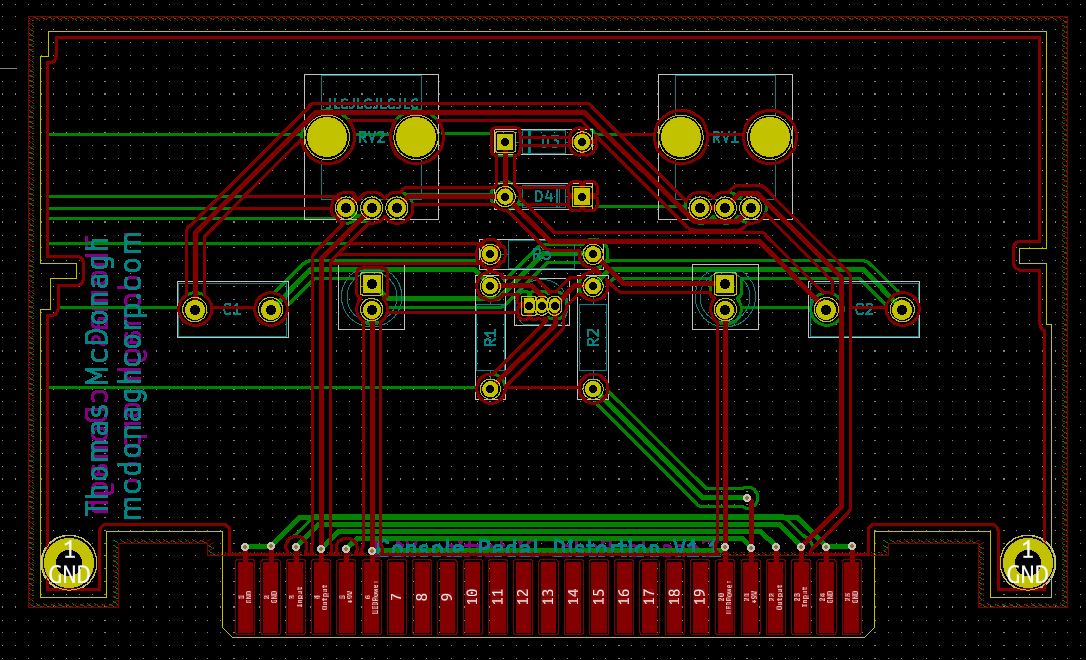 JLCJLCJLCJLC
RV2
RV1
D3
D4
R3
C1
C2
R1
R2
Thomas McDonagh
mcdonaghcorp.com
Console Pedal Distortion V1.1
1
GND
1
GND
1 GND
2 GND
3 Input
4 Output
5 +9V
6 LEDPower
7
8
9
10
11
12
13
14
15
16
17
18
19
20 LEDPower
21 +9V
22 Output
23 Input
24 GND
25 GND